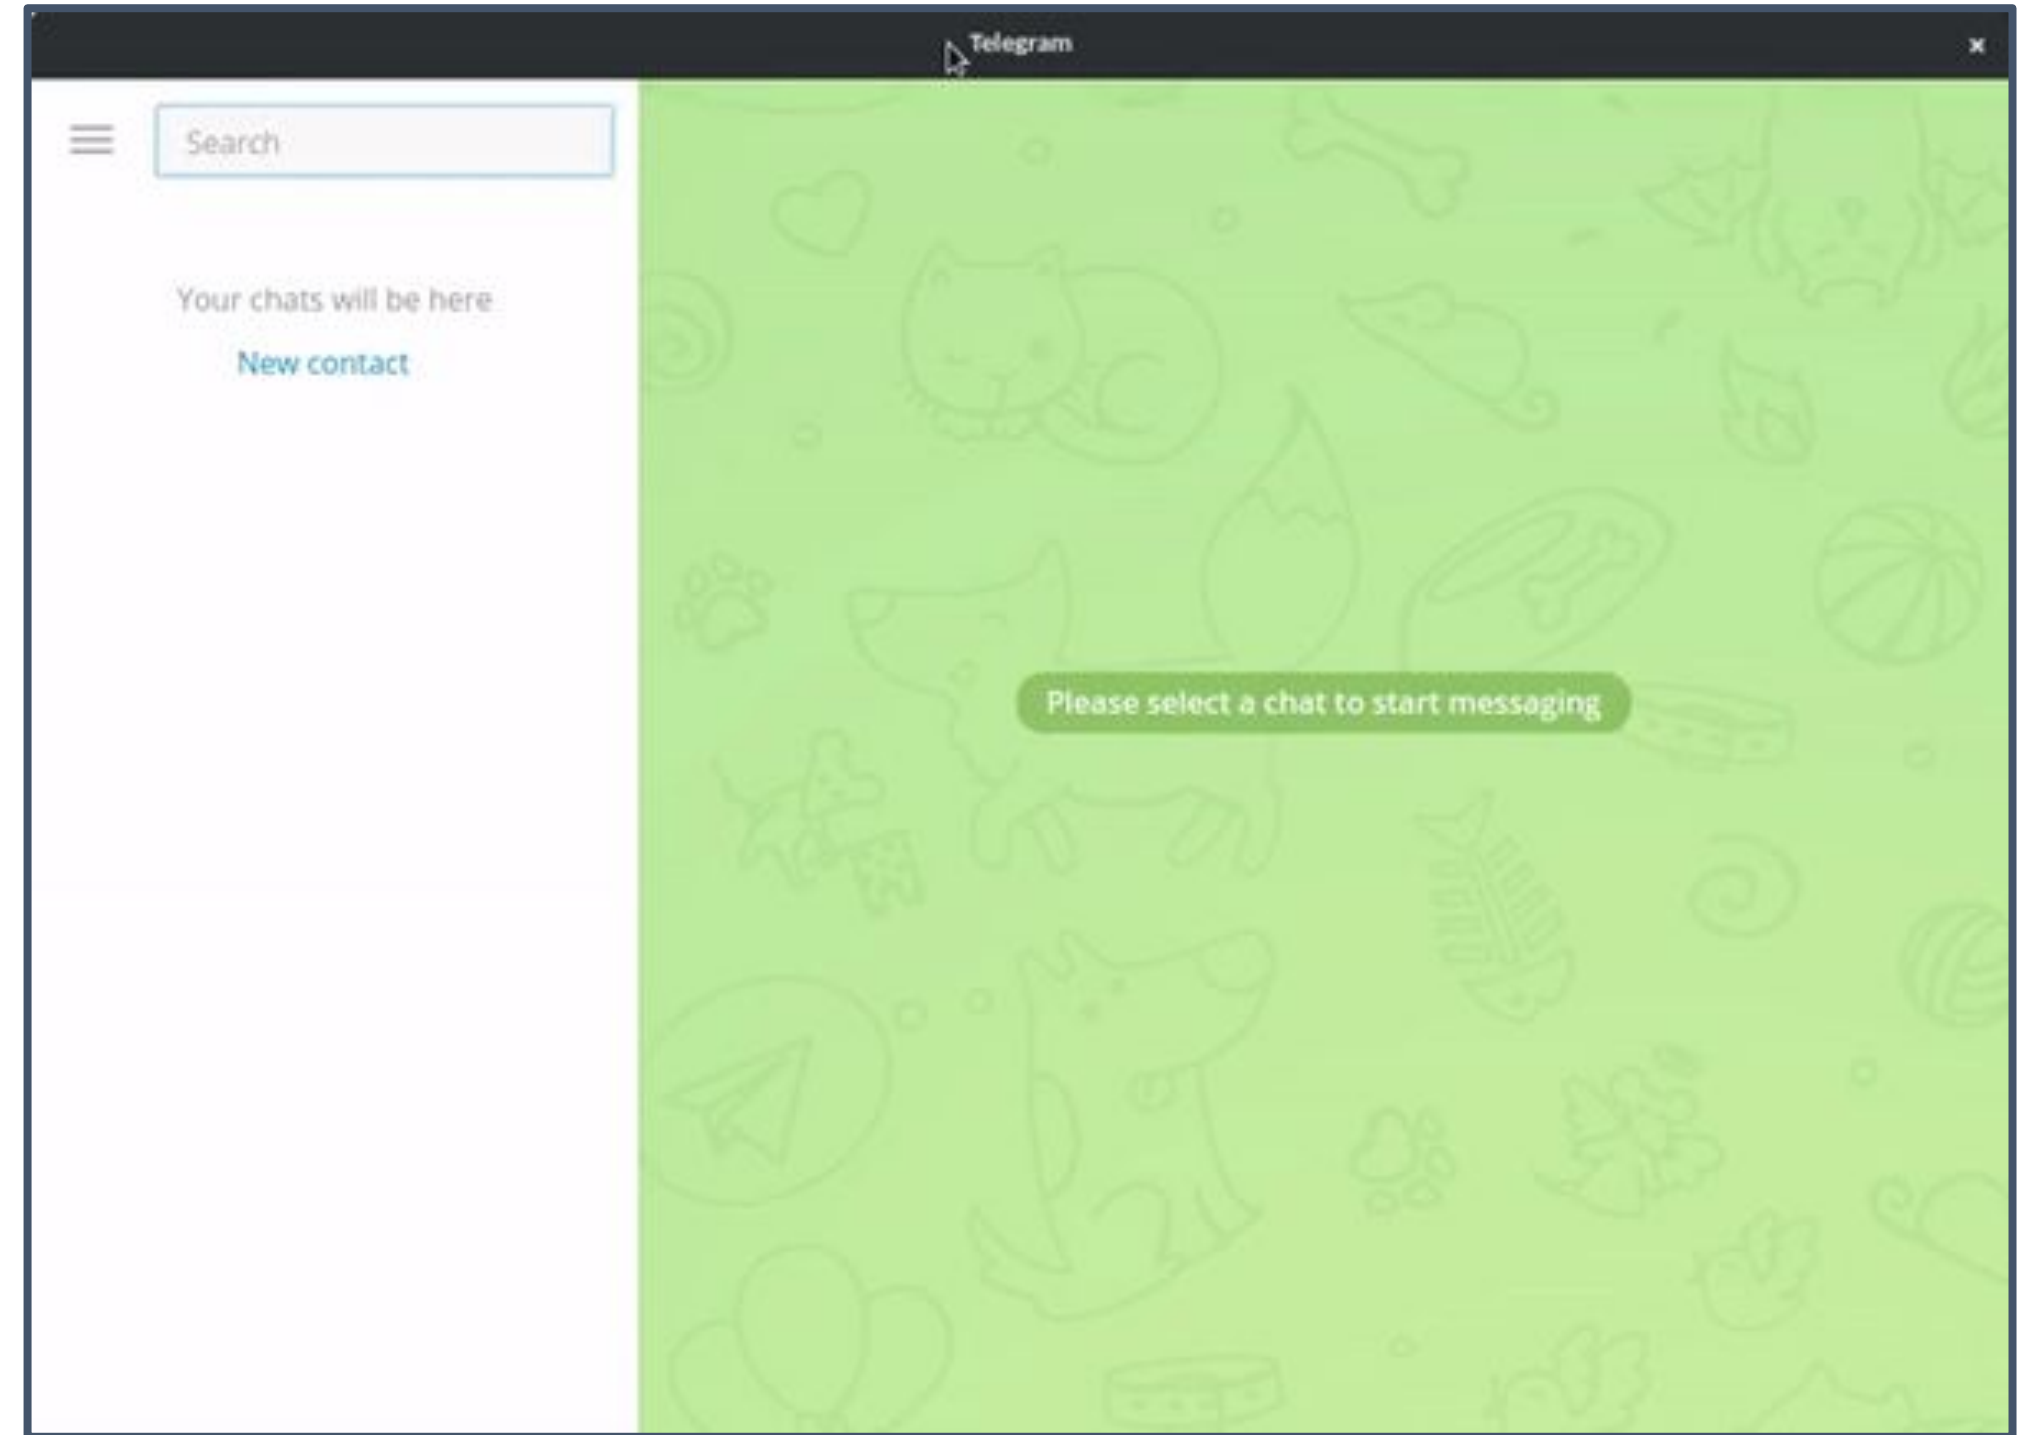 Telegram
Search
Your chats will be here
New contact
Please select a chat to start messaging